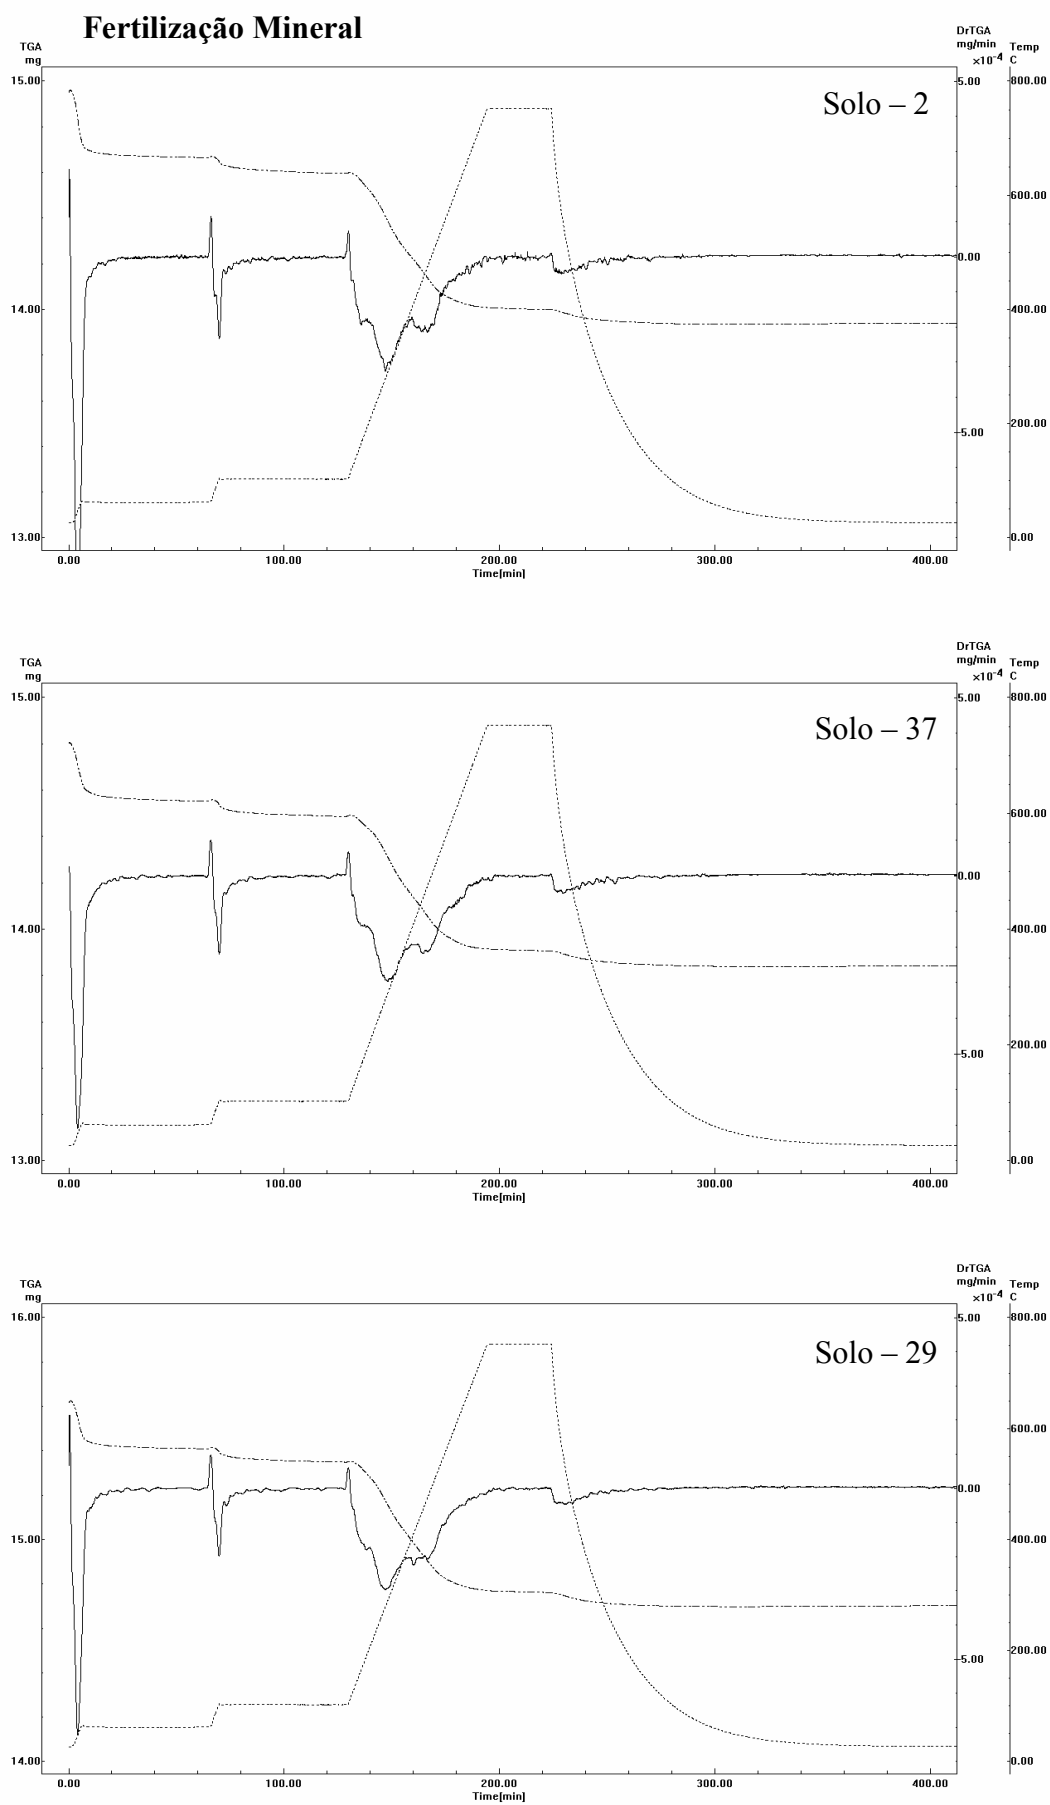 Fertilização Mineral
TGA
mg
DrTGA
mg/min
×10⁻⁴
Temp
C
Solo – 2
15.00
14.00
13.00
5.00
0.00
-5.00
800.00
600.00
400.00
200.00
0.00
0.00 100.00 200.00 300.00 400.00
Time[min]
TGA
mg
DrTGA
mg/min
×10⁻⁴
Temp
C
Solo – 37
15.00
14.00
13.00
5.00
0.00
-5.00
800.00
600.00
400.00
200.00
0.00
0.00 100.00 200.00 300.00 400.00
Time[min]
TGA
mg
DrTGA
mg/min
×10⁻⁴
Temp
C
Solo – 29
16.00
15.00
14.00
5.00
0.00
-5.00
800.00
600.00
400.00
200.00
0.00
0.00 100.00 200.00 300.00 400.00
Time[min]